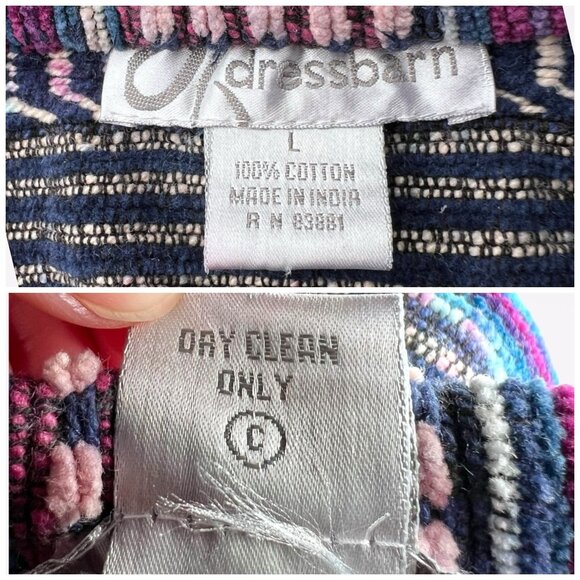 dressbarn
L
100% COTTON
MADE IN INDIA
R N 83881
DRY CLEAN
ONLY
C